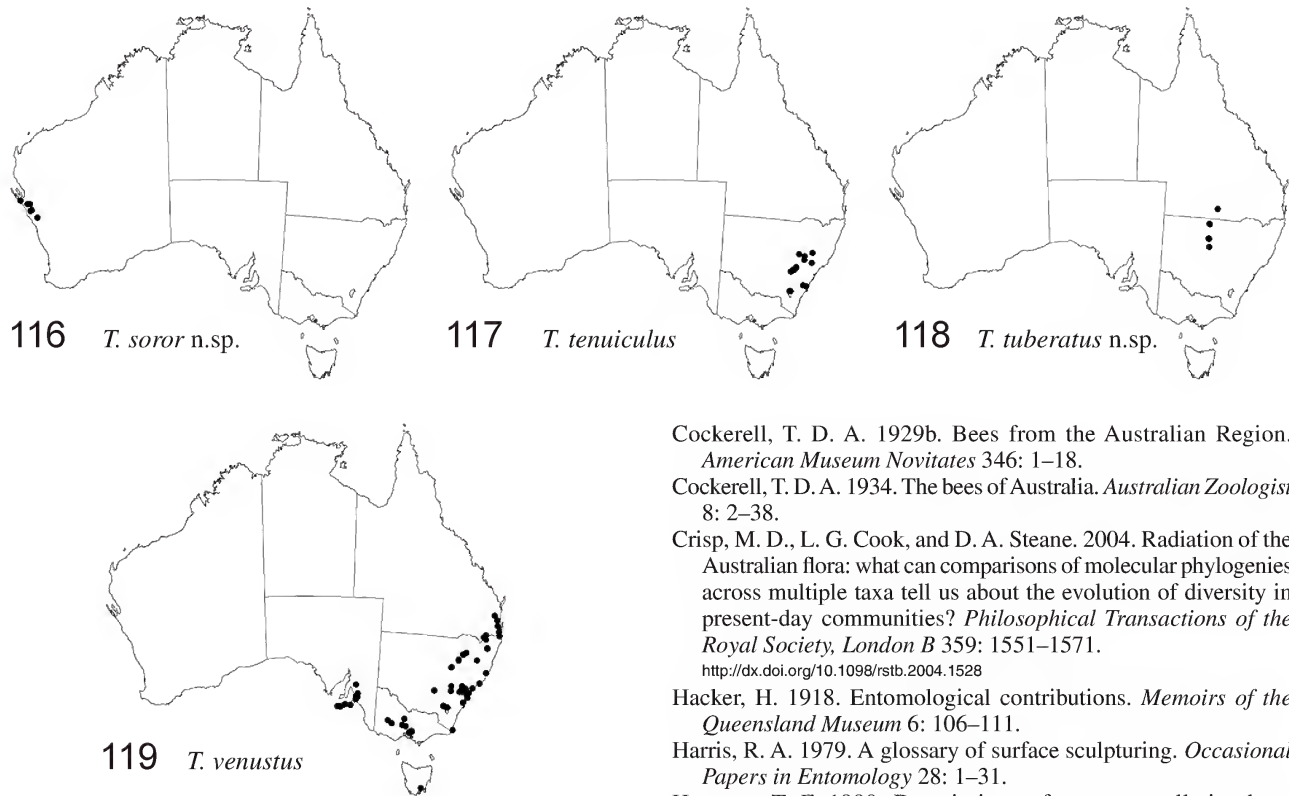 116 T. soror n.sp.
117 T. tenuiculus
118 T. tuberatus n.sp.
119 T. venustus
Cockerell, T. D. A. 1929b. Bees from the Australian Region.
American Museum Novitates 346: 1–18.
Cockerell, T. D. A. 1934. The bees of Australia. Australian Zoologist
8: 2–38.
Crisp, M. D., L. G. Cook, and D. A. Steane. 2004. Radiation of the
Australian flora: what can comparisons of molecular phylogenies
across multiple taxa tell us about the evolution of diversity in
present-day communities? Philosophical Transactions of the
Royal Society, London B 359: 1551–1571.
http://dx.doi.org/10.1098/rstb.2004.1528
Hacker, H. 1918. Entomological contributions. Memoirs of the
Queensland Museum 6: 106–111.
Harris, R. A. 1979. A glossary of surface sculpturing. Occasional
Papers in Entomology 28: 1–31.